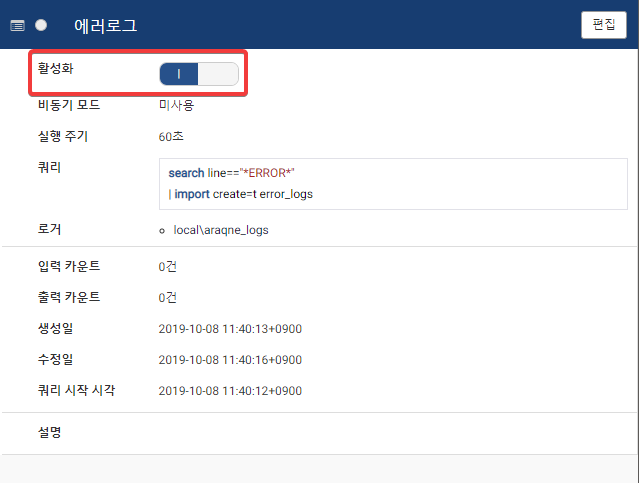 에러로그
편집
활성화
비동기 모드 미사용
실행 주기 60초
쿼리 search line=="*ERROR*"
| import create=t error_logs
로거 local\araqne_logs
입력 카운트 0건
출력 카운트 0건
생성일 2019-10-08 11:40:13+0900
수정일 2019-10-08 11:40:16+0900
쿼리 시작 시각 2019-10-08 11:40:12+0900
설명